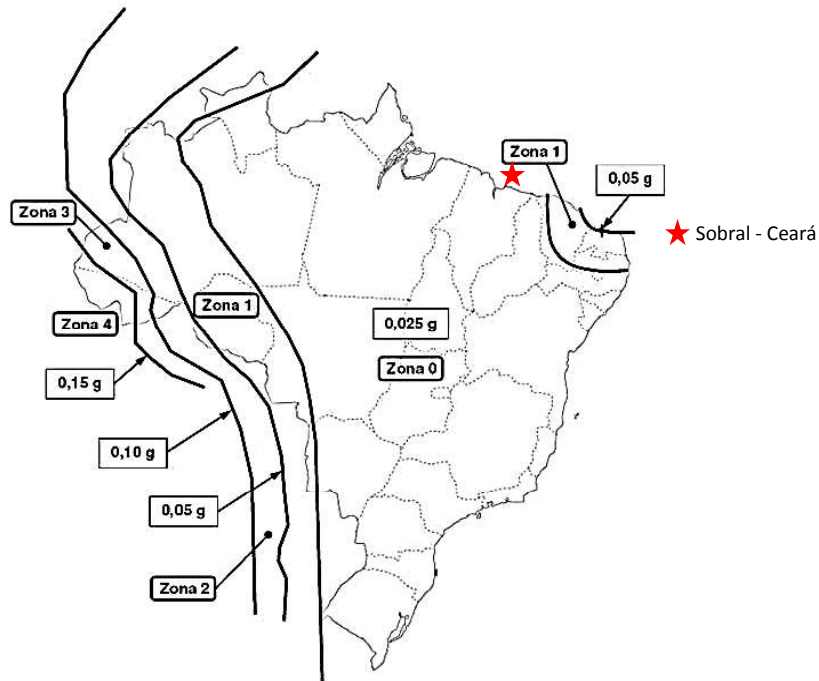 Zona 1
0,05 g
Sobral - Ceará
Zona 3
Zona 1
Zona 4
0,025 g
Zona 0
0,15 g
0,10 g
0,05 g
Zona 2